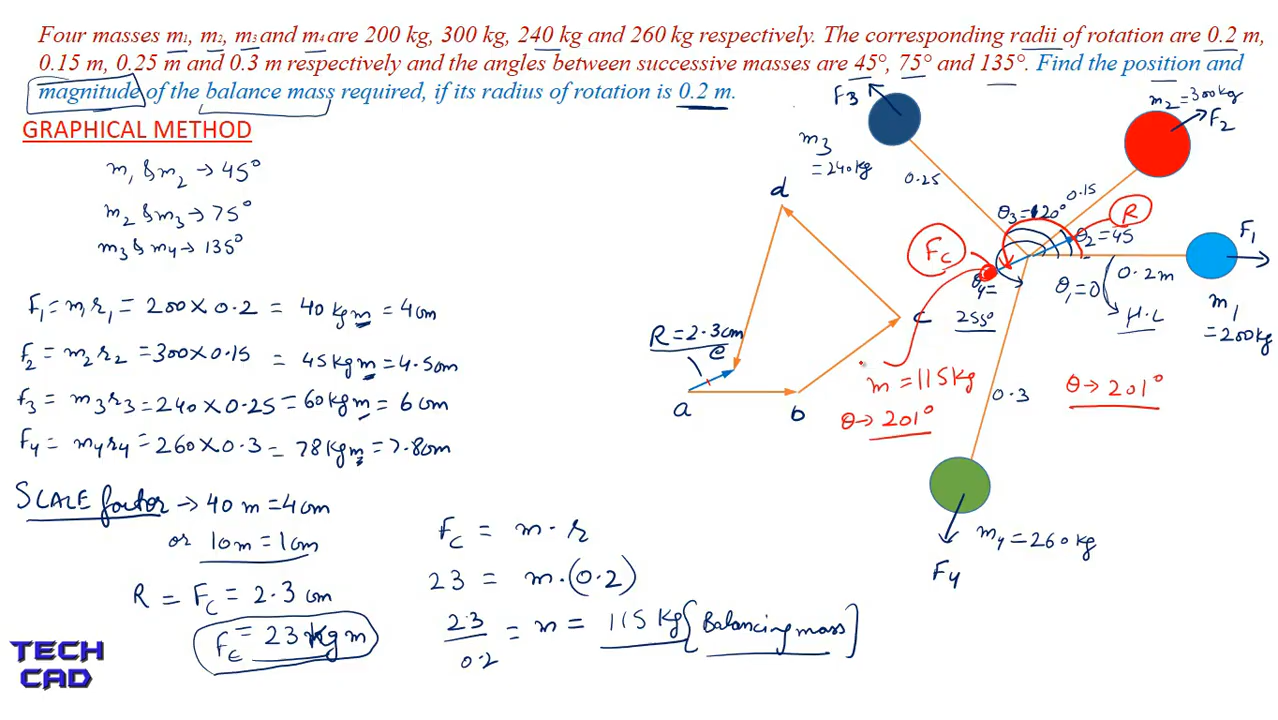 Four masses m1, m2, m3 and m4 are 200 kg, 300 kg, 240 kg and 260 kg respectively. The corresponding radii of rotation are 0.2 m,
0.15 m, 0.25 m and 0.3 m respectively and the angles between successive masses are 45°, 75° and 135°. Find the position and
magnitude of the balance mass required, if its radius of rotation is 0.2 m.
GRAPHICAL METHOD
m1 & m2 → 45°
m2 & m3 → 75°
m3 & m4 → 135°
F1 = m1r1 = 200 × 0.2 = 40 kgm = 4cm
F2 = m2r2 = 300 × 0.15 = 45 kgm = 4.5cm
F3 = m3r3 = 240 × 0.25 = 60 kgm = 6cm
F4 = m4r4 = 260 × 0.3 = 78 kgm = 7.8cm
SCALE factor → 40 m = 4cm
or 10m = 1cm
R = Fc = 2.3 cm
Fc = 23 kgm
Fc = m · r
23 = m · (0.2)
2.3
0.2
= m = 115 kg [Balancing mass]
d
R = 2.3cm
e
a
b
c
F3
m3
= 240kg
0.25
m2 = 300kg
F2
0.15
θ3 = 120°
R
θ2 = 45
Fc
F1
0.2m
θ1 = 0
H.L
m1
= 200kg
θ4 =
255°
m = 115kg
θ → 201°
θ → 201°
0.3
m4 = 260kg
F4
TECH
CAD